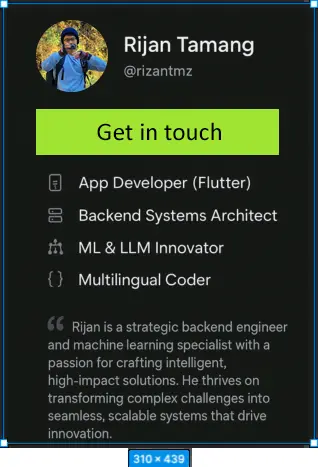 Rijan Tamang
@rizantmz
Get in touch
App Developer (Flutter)
Backend Systems Architect
ML & LLM Innovator
Multilingual Coder
“ Rijan is a strategic backend engineer
and machine learning specialist with a
passion for crafting intelligent,
high-impact solutions. He thrives on
transforming complex challenges into
seamless, scalable systems that drive
innovation.
310 × 439